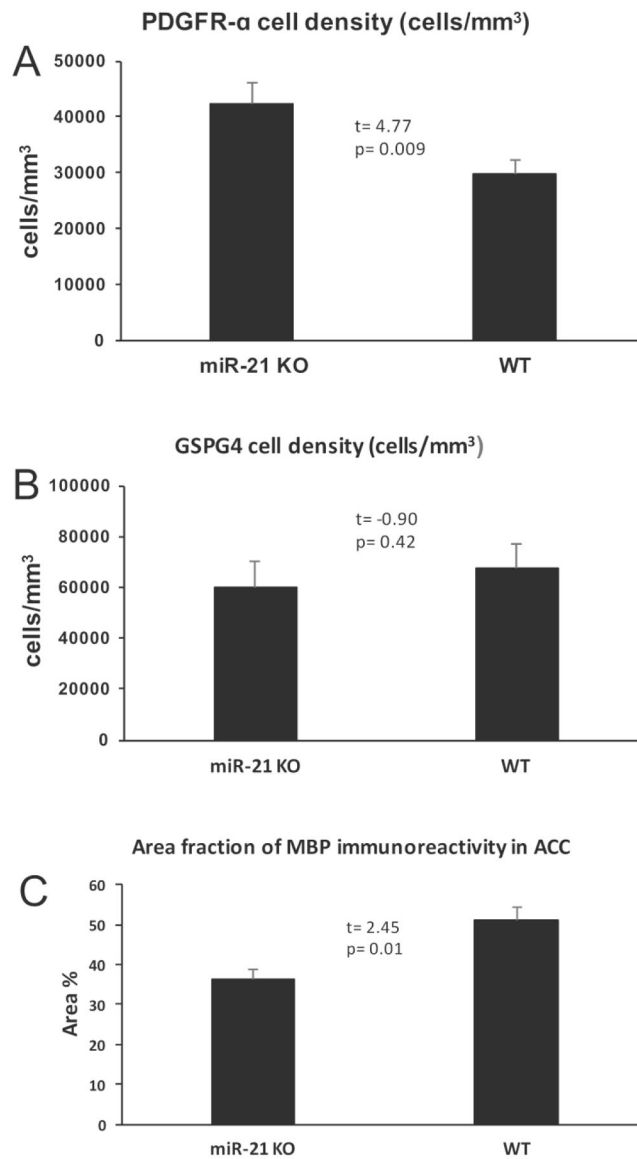 PDGFR-α cell density (cells/mm³)
A
50000
40000
30000
20000
10000
0
cells/mm³
t= 4.77
p= 0.009
miR-21 KO
WT
GSPG4 cell density (cells/mm³)
B
100000
80000
60000
40000
20000
0
cells/mm³
t= -0.90
p= 0.42
miR-21 KO
WT
Area fraction of MBP immunoreactivity in ACC
C
60
50
40
30
20
10
0
Area %
t= 2.45
p= 0.01
miR-21 KO
WT